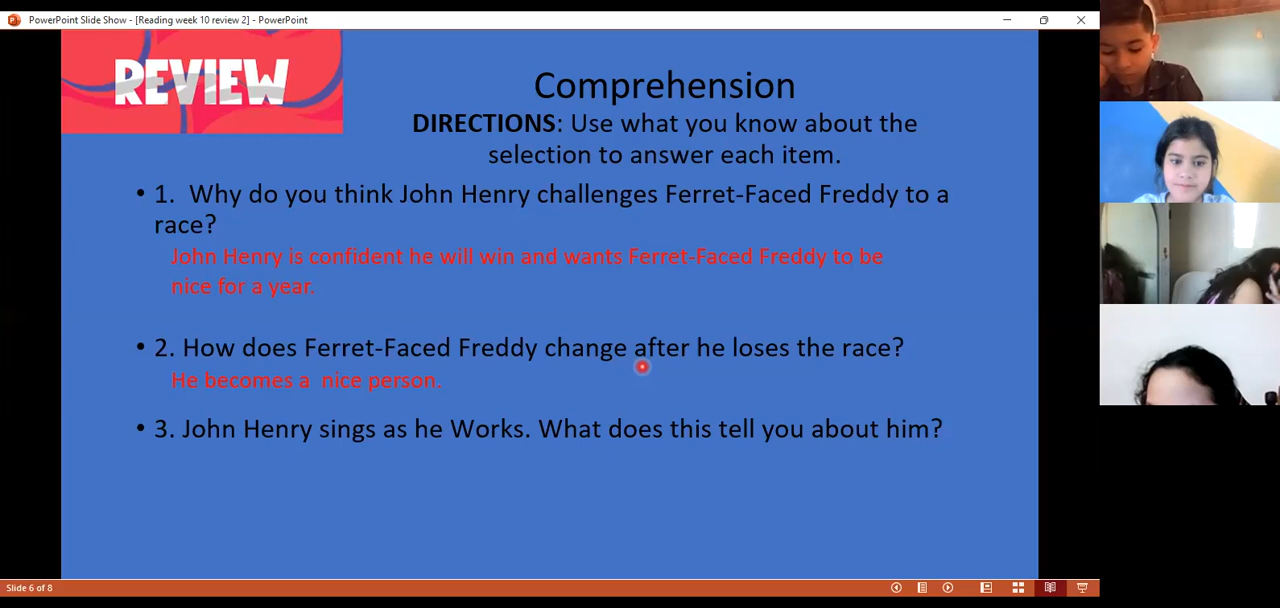 PowerPoint Slide Show - [Reading week 10 review 2] - PowerPoint
REVIEW
Comprehension
DIRECTIONS: Use what you know about the
selection to answer each item.
• 1.  Why do you think John Henry challenges Ferret-Faced Freddy to a
race?
John Henry is confident he will win and wants Ferret-Faced Freddy to be
nice for a year.
• 2. How does Ferret-Faced Freddy change after he loses the race?
He becomes a  nice person.
• 3. John Henry sings as he Works. What does this tell you about him?
Slide 6 of 8